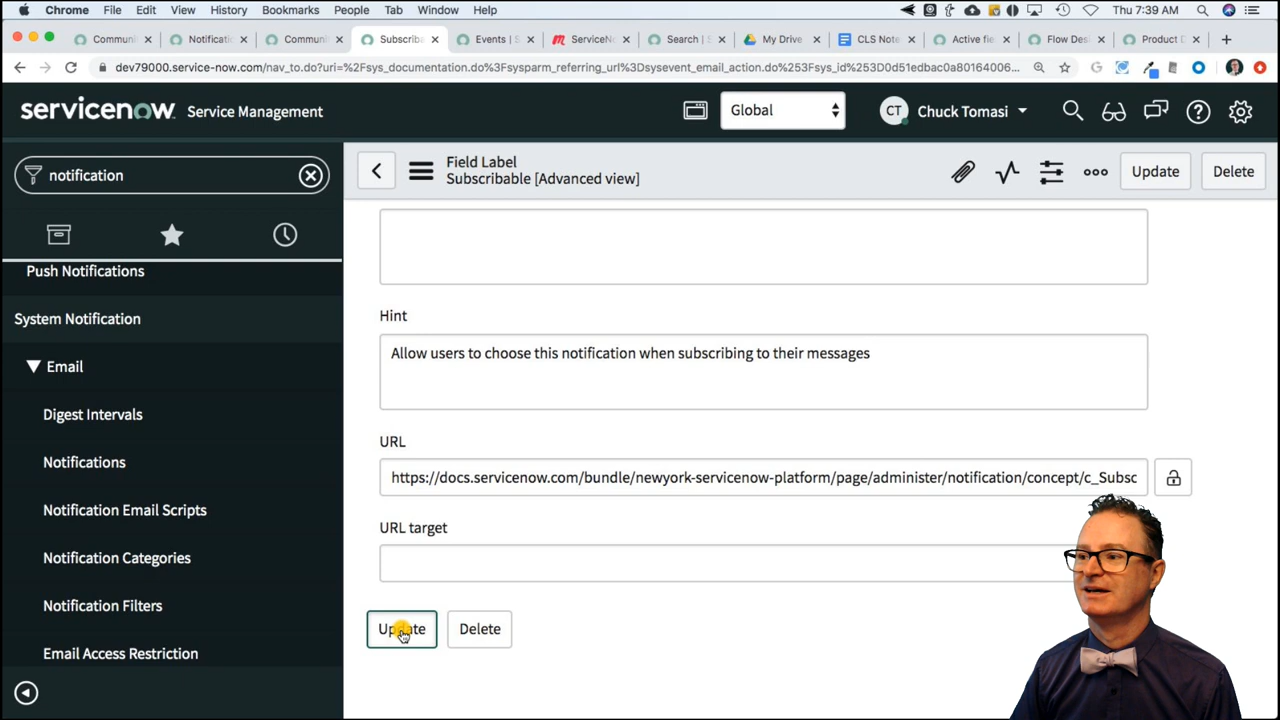 Chrome File Edit View History Bookmarks People Tab Window Help Thu 7:39 AM
Communi Notificati Communi Subscribe Events | S ServiceN Search | S My Drive CLS Note Active fie Flow Des Product D
dev79000.service-now.com/nav_to.do?uri=%2Fsys_documentation.do%3Fsysparm_referring_url%3Dsysevent_email_action.do%253Fsys_id%253D0d51edbac0a80164006...
servicenow Service Management Global CT Chuck Tomasi
notification
Field Label
Subscribable [Advanced view]
Update Delete
Push Notifications
System Notification
Email
Digest Intervals
Notifications
Notification Email Scripts
Notification Categories
Notification Filters
Email Access Restriction
Hint
Allow users to choose this notification when subscribing to their messages
URL
https://docs.servicenow.com/bundle/newyork-servicenow-platform/page/administer/notification/concept/c_Subsc
URL target
Update Delete